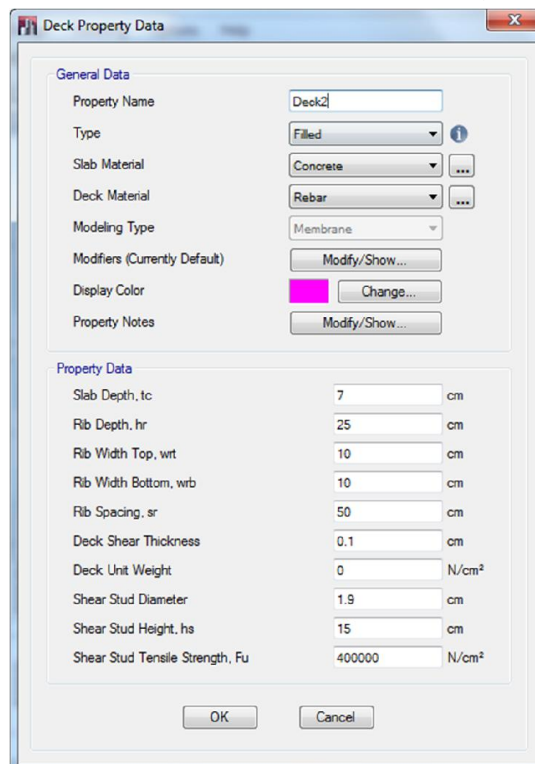 Deck Property Data
General Data
Property Name Deck2
Type Filled
Slab Material Concrete ...
Deck Material Rebar ...
Modeling Type Membrane
Modifiers (Currently Default) Modify/Show...
Display Color Change...
Property Notes Modify/Show...
Property Data
Slab Depth, tc 7 cm
Rib Depth, hr 25 cm
Rib Width Top, wrt 10 cm
Rib Width Bottom, wrb 10 cm
Rib Spacing, sr 50 cm
Deck Shear Thickness 0.1 cm
Deck Unit Weight 0 N/cm²
Shear Stud Diameter 1.9 cm
Shear Stud Height, hs 15 cm
Shear Stud Tensile Strength, Fu 400000 N/cm²
OK Cancel